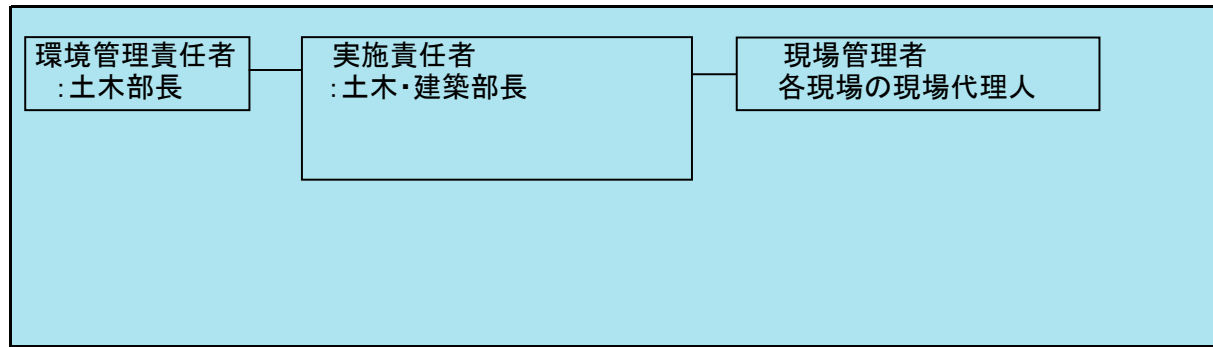 環境管理責任者
:土木部長
実施責任者
:土木・建築部長
現場管理者
各現場の現場代理人